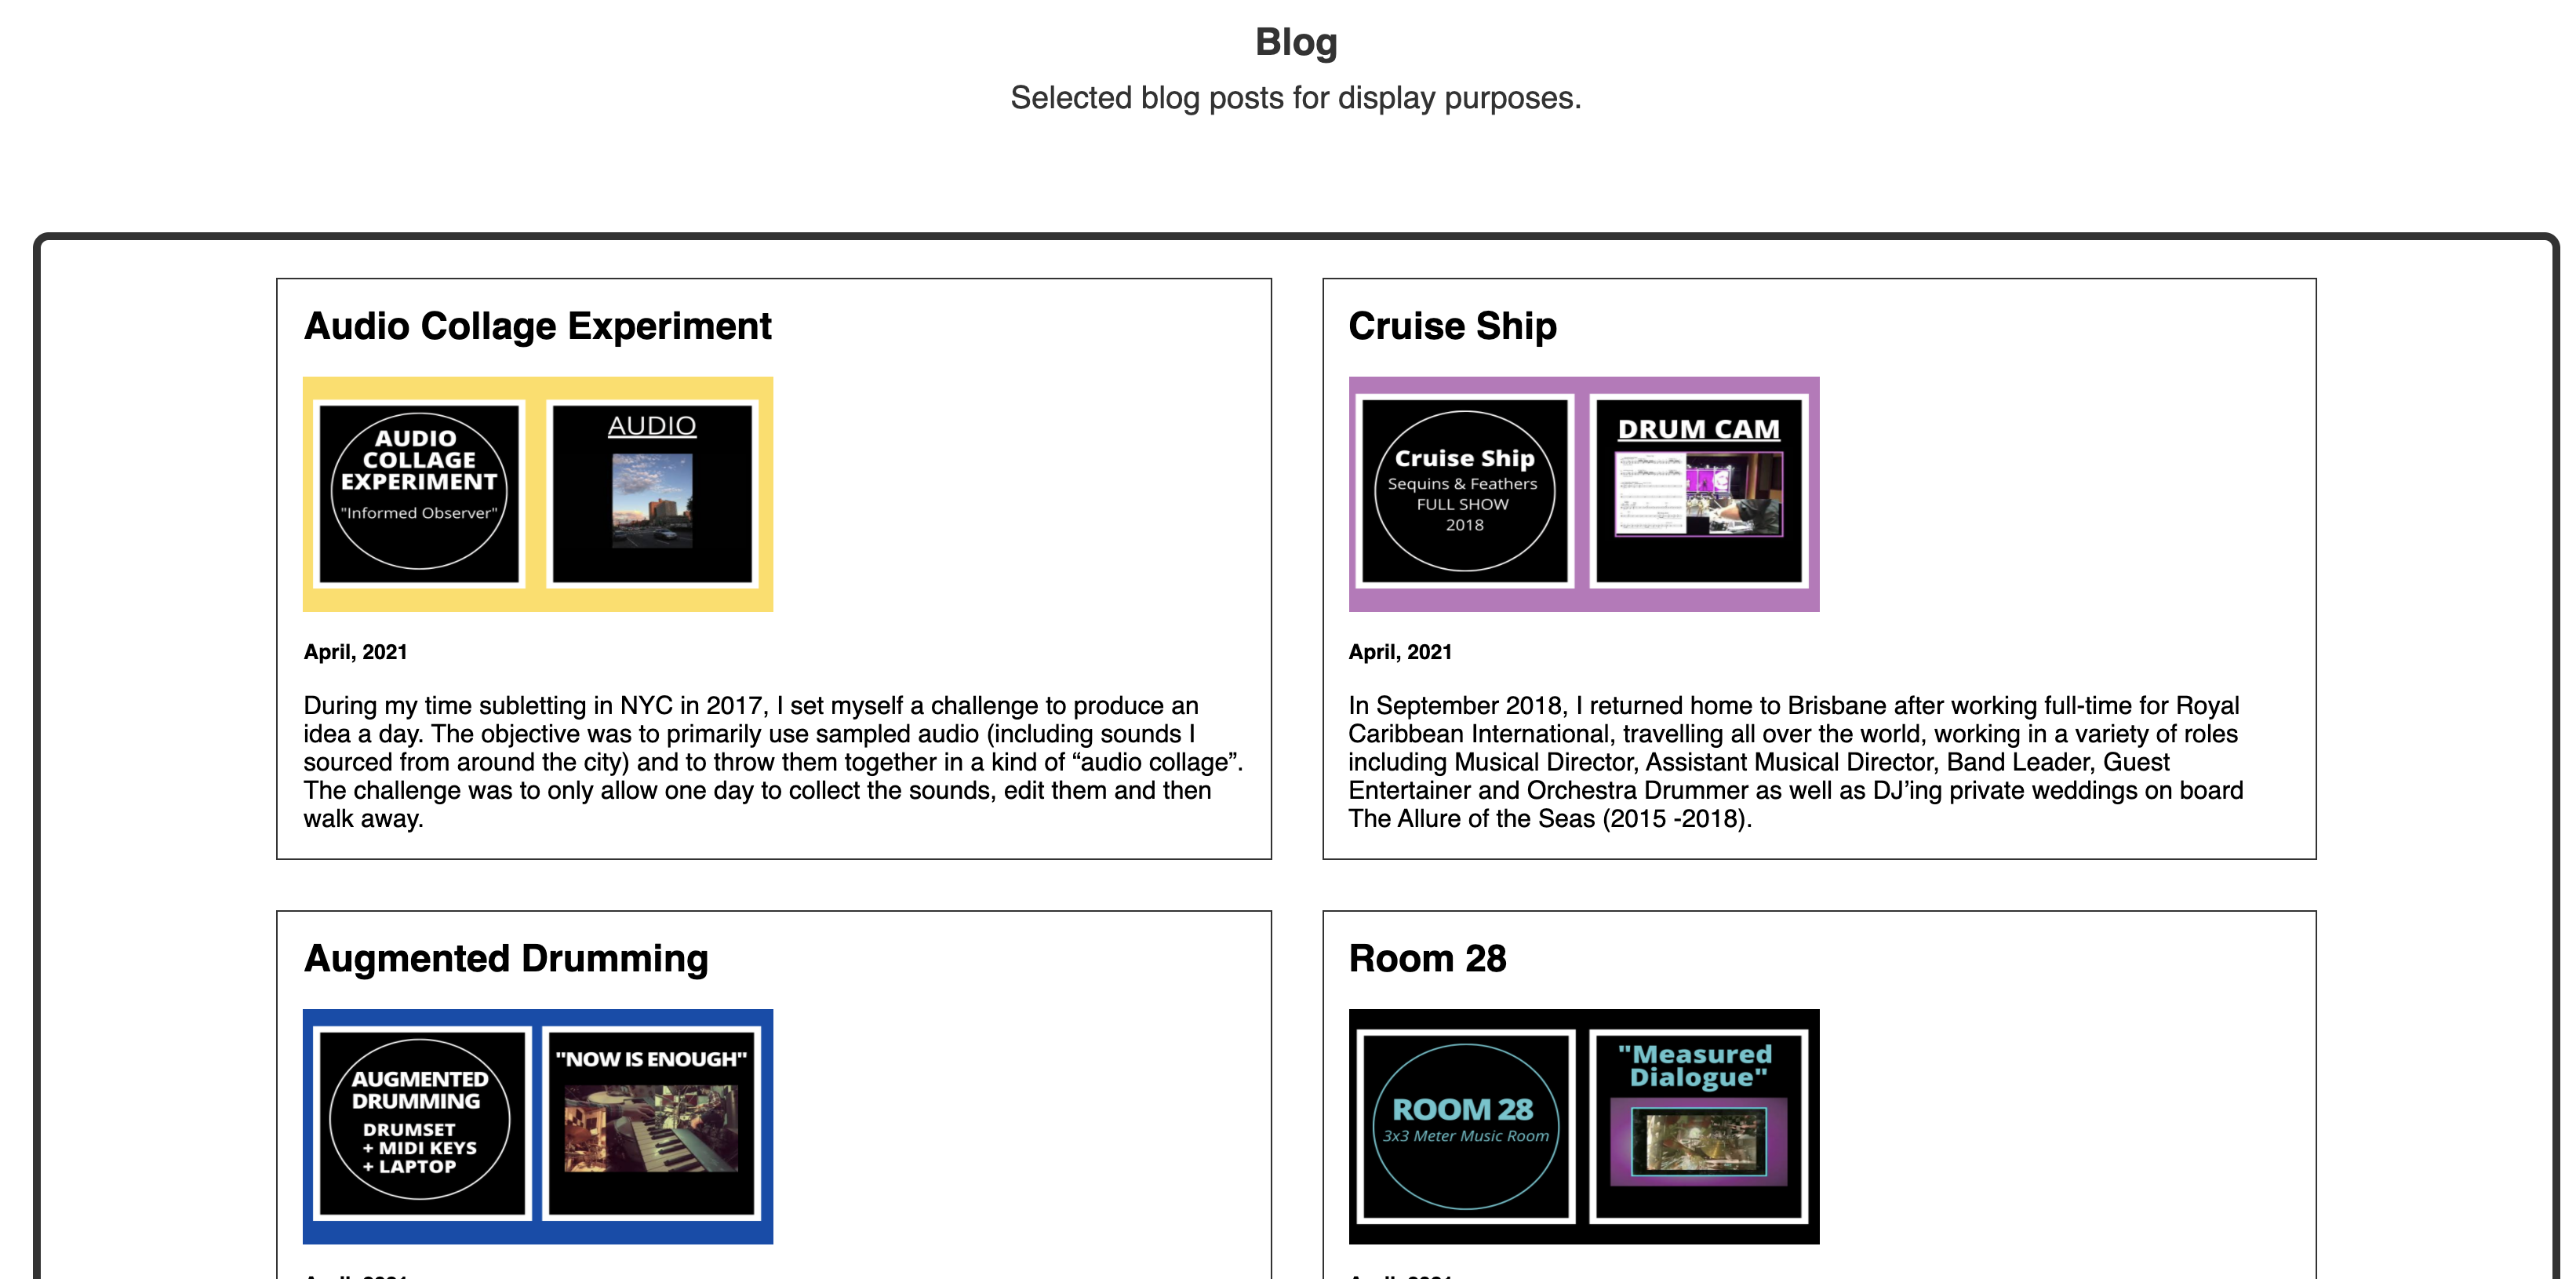 Blog
Selected blog posts for display purposes.
Audio Collage Experiment
AUDIO
COLLAGE
EXPERIMENT
"Informed Observer"
AUDIO
April, 2021
During my time subletting in NYC in 2017, I set myself a challenge to produce an
idea a day. The objective was to primarily use sampled audio (including sounds I
sourced from around the city) and to throw them together in a kind of “audio collage”.
The challenge was to only allow one day to collect the sounds, edit them and then
walk away.
Cruise Ship
Cruise Ship
Sequins & Feathers
FULL SHOW
2018
DRUM CAM
April, 2021
In September 2018, I returned home to Brisbane after working full-time for Royal
Caribbean International, travelling all over the world, working in a variety of roles
including Musical Director, Assistant Musical Director, Band Leader, Guest
Entertainer and Orchestra Drummer as well as DJ’ing private weddings on board
The Allure of the Seas (2015 -2018).
Augmented Drumming
AUGMENTED
DRUMMING
DRUMSET
+ MIDI KEYS
+ LAPTOP
"NOW IS ENOUGH"
Room 28
ROOM 28
3x3 Meter Music Room
"Measured
Dialogue"